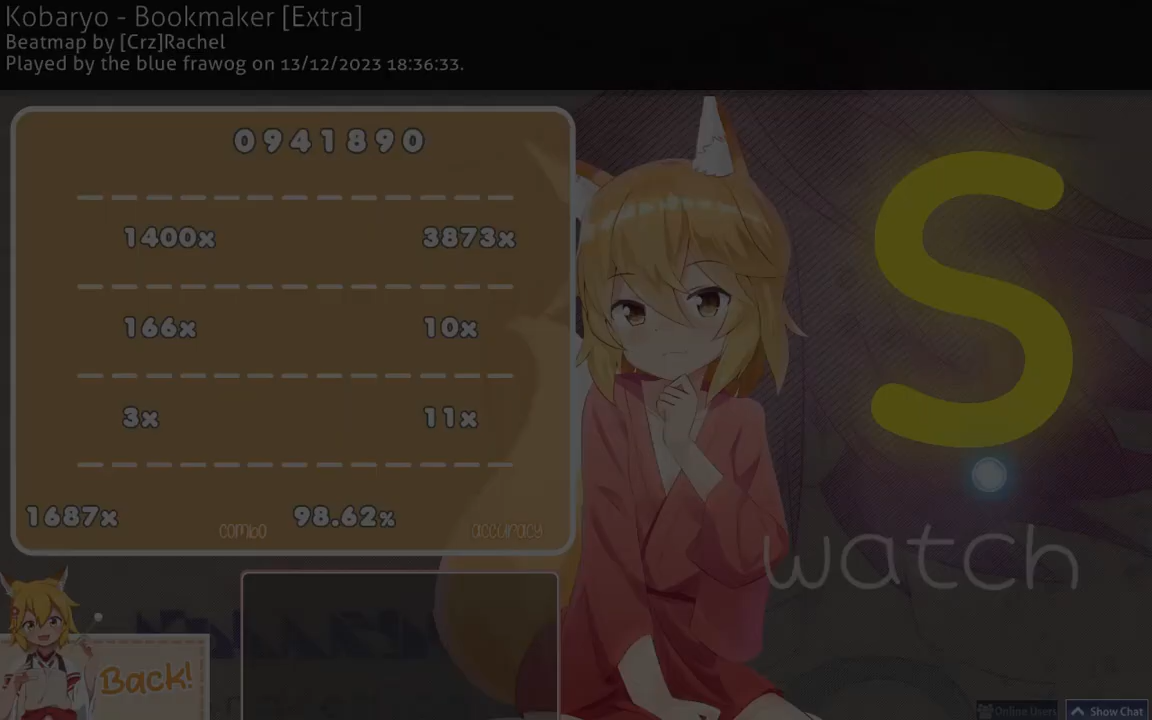 Kobaryo - Bookmaker [Extra]
Beatmap by [Crz]Rachel
Played by the blue frawog on 13/12/2023 18:36:33.
0941890
1400x 3873x
166x 10x
3x 11x
1687x combo 98.62% accuracy
S
watch
Back!
Online Users Show Chat